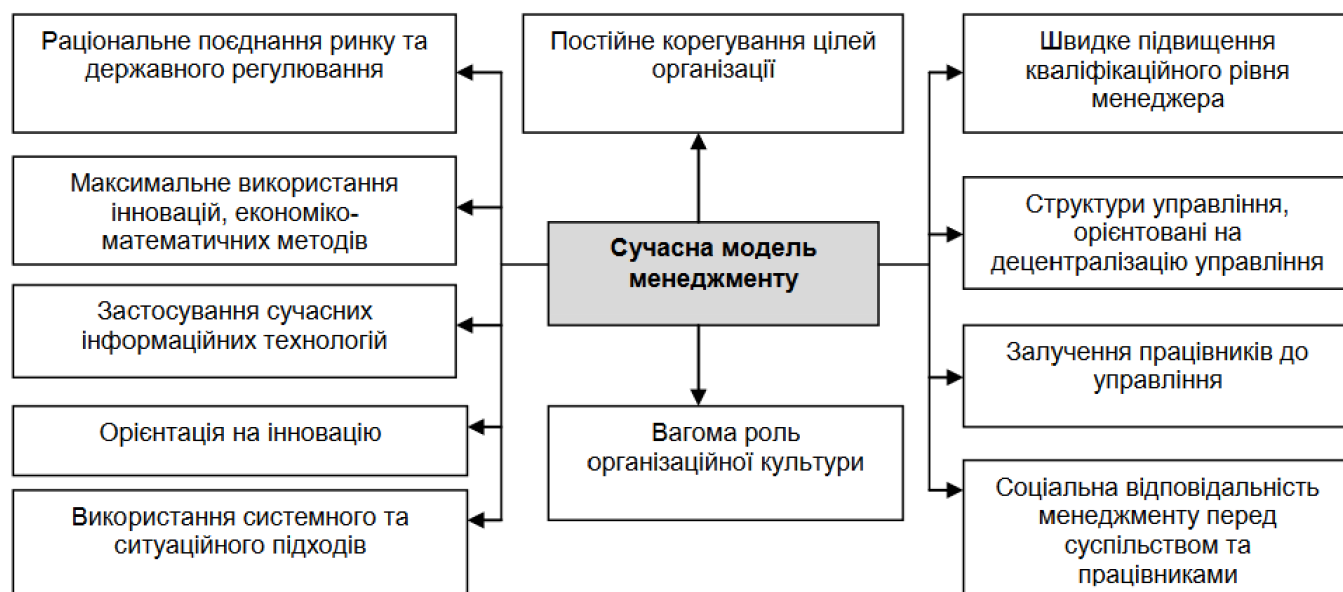 Раціональне поєднання ринку та
державного регулювання
Максимальне використання
інновацій, економіко-
математичних методів
Застосування сучасних
інформаційних технологій
Орієнтація на інновацію
Використання системного та
ситуаційного підходів
Постійне корегування цілей
організації
Сучасна модель
менеджменту
Вагома роль
організаційної культури
Швидке підвищення
кваліфікаційного рівня
менеджера
Структури управління,
орієнтовані на
децентралізацію управління
Залучення працівників до
управління
Соціальна відповідальність
менеджменту перед
суспільством та
працівниками